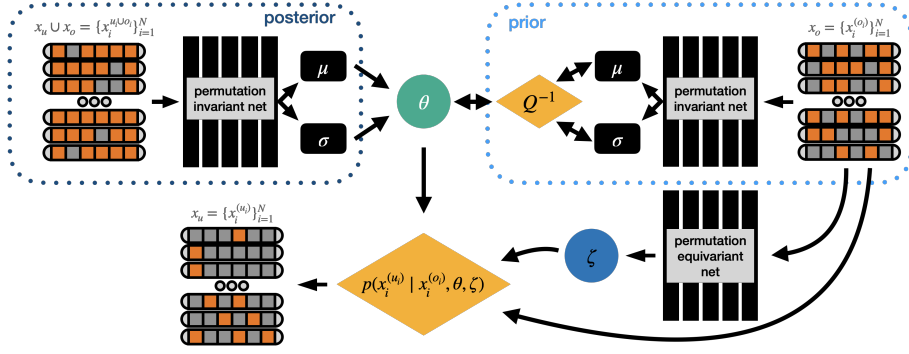 posterior
x_u ∪ x_o = {x_i^{u_i∪o_i}}_{i=1}^N
permutation
invariant net
μ
σ
θ
prior
Q^{-1}
μ
σ
permutation
invariant net
x_o = {x_i^{(o_i)}}_{i=1}^N
x_u = {x_i^{(u_i)}}_{i=1}^N
p(x_i^{(u_i)} | x_i^{(o_i)}, θ, ζ)
ζ
permutation
equivariant
net